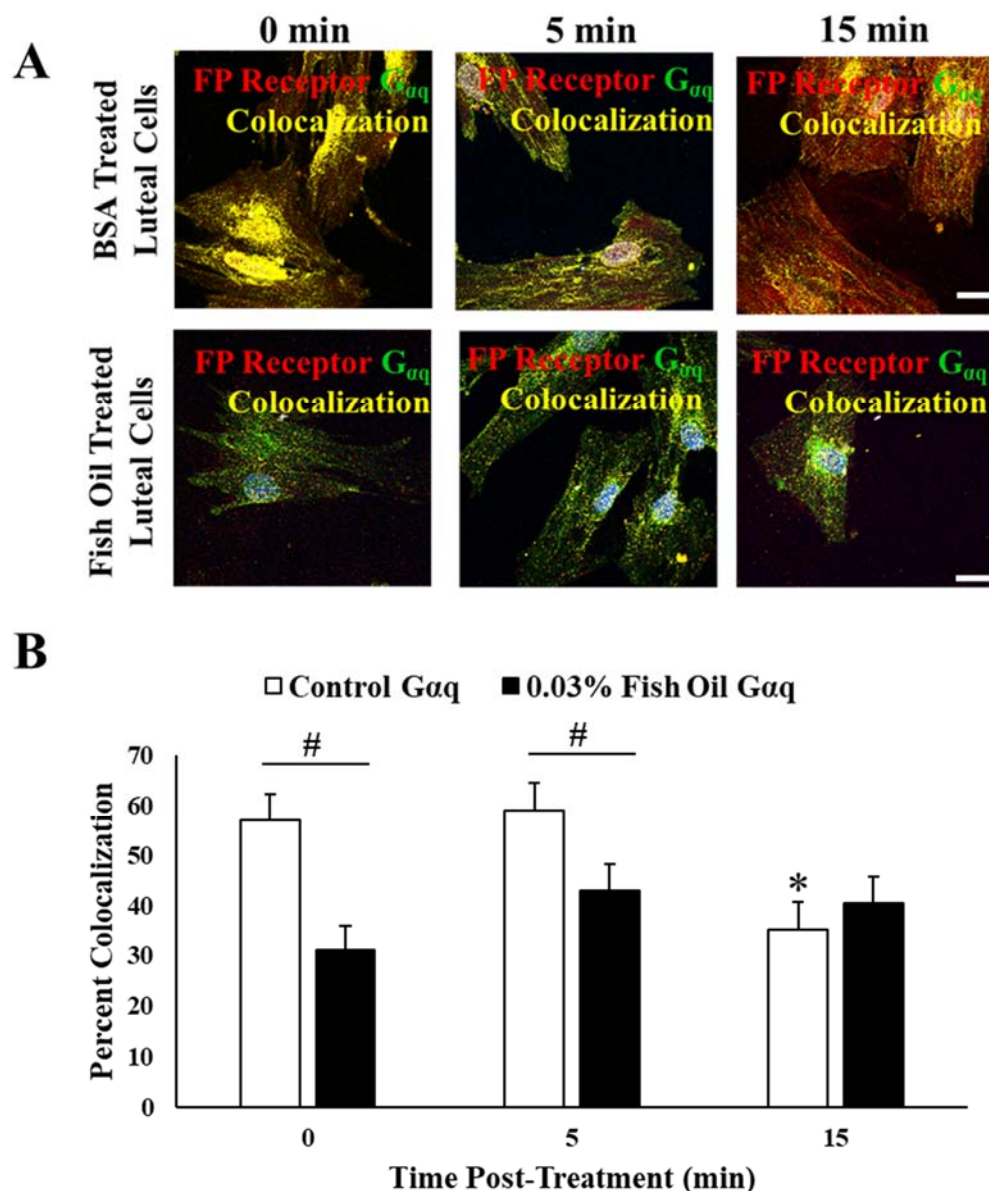 A
0 min
5 min
15 min
BSA Treated
Luteal Cells
FP Receptor Gαq
Colocalization
FP Receptor Gαq
Colocalization
FP Receptor Gαq
Colocalization
Fish Oil Treated
Luteal Cells
FP Receptor Gαq
Colocalization
FP Receptor Gαq
Colocalization
FP Receptor Gαq
Colocalization
B
Control Gαq
0.03% Fish Oil Gαq
Percent Colocalization
70
60
50
40
30
20
10
0
#
#
*
0
5
15
Time Post-Treatment (min)